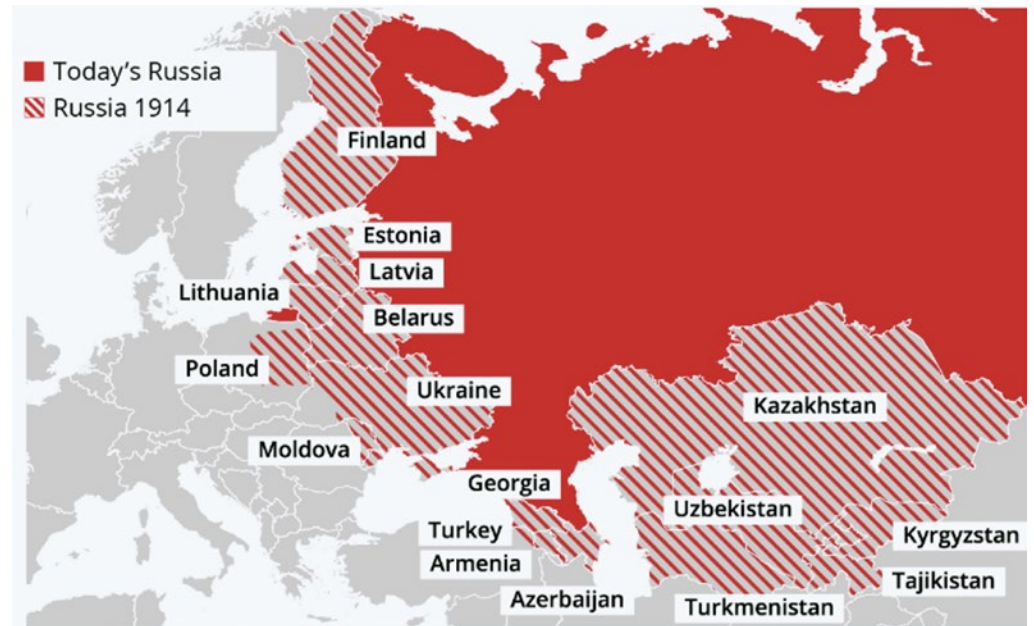 Today's Russia
Russia 1914
Finland
Estonia
Latvia
Lithuania
Belarus
Poland
Ukraine
Kazakhstan
Moldova
Georgia
Uzbekistan
Turkey
Kyrgyzstan
Armenia
Tajikistan
Azerbaijan
Turkmenistan